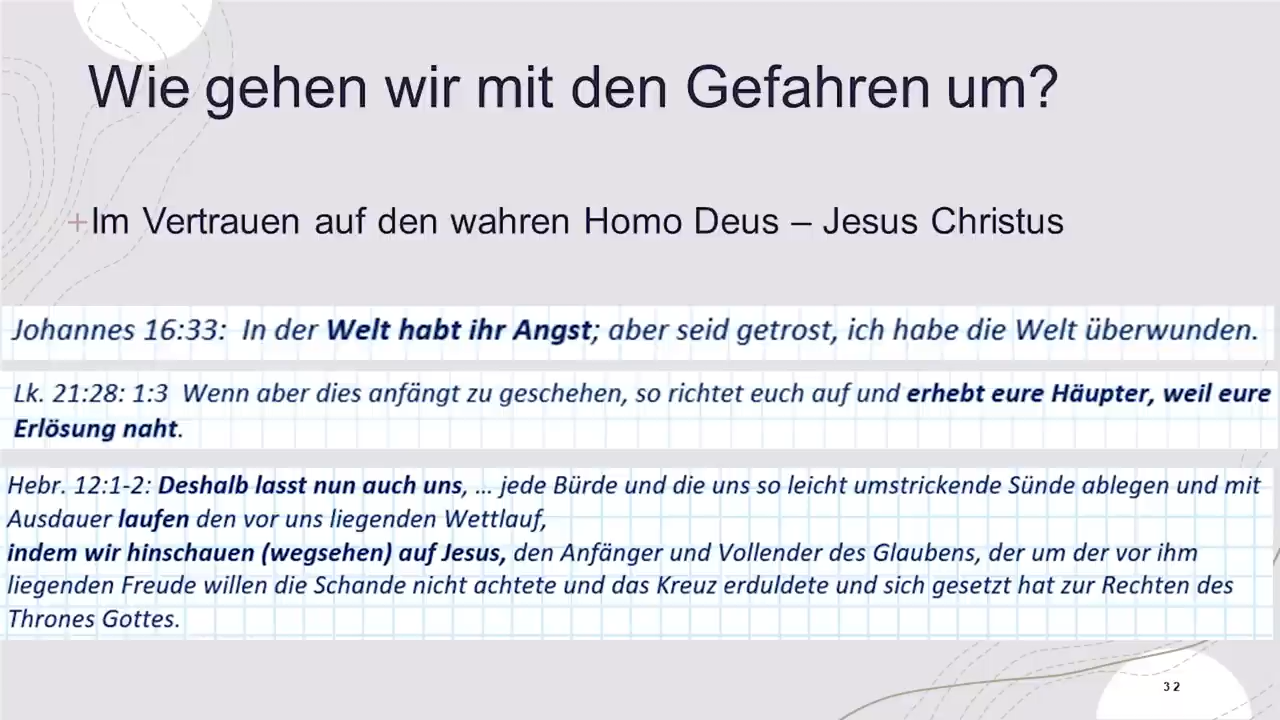 Wie gehen wir mit den Gefahren um?
+Im Vertrauen auf den wahren Homo Deus – Jesus Christus
Johannes 16:33: In der Welt habt ihr Angst; aber seid getrost, ich habe die Welt überwunden.
Lk. 21:28: 1:3 Wenn aber dies anfängt zu geschehen, so richtet euch auf und erhebt eure Häupter, weil eure
Erlösung naht.
Hebr. 12:1-2: Deshalb lasst nun auch uns, ... jede Bürde und die uns so leicht umstrickende Sünde ablegen und mit
Ausdauer laufen den vor uns liegenden Wettlauf,
indem wir hinschauen (wegsehen) auf Jesus, den Anfänger und Vollender des Glaubens, der um der vor ihm
liegenden Freude willen die Schande nicht achtete und das Kreuz erduldete und sich gesetzt hat zur Rechten des
Thrones Gottes.
32